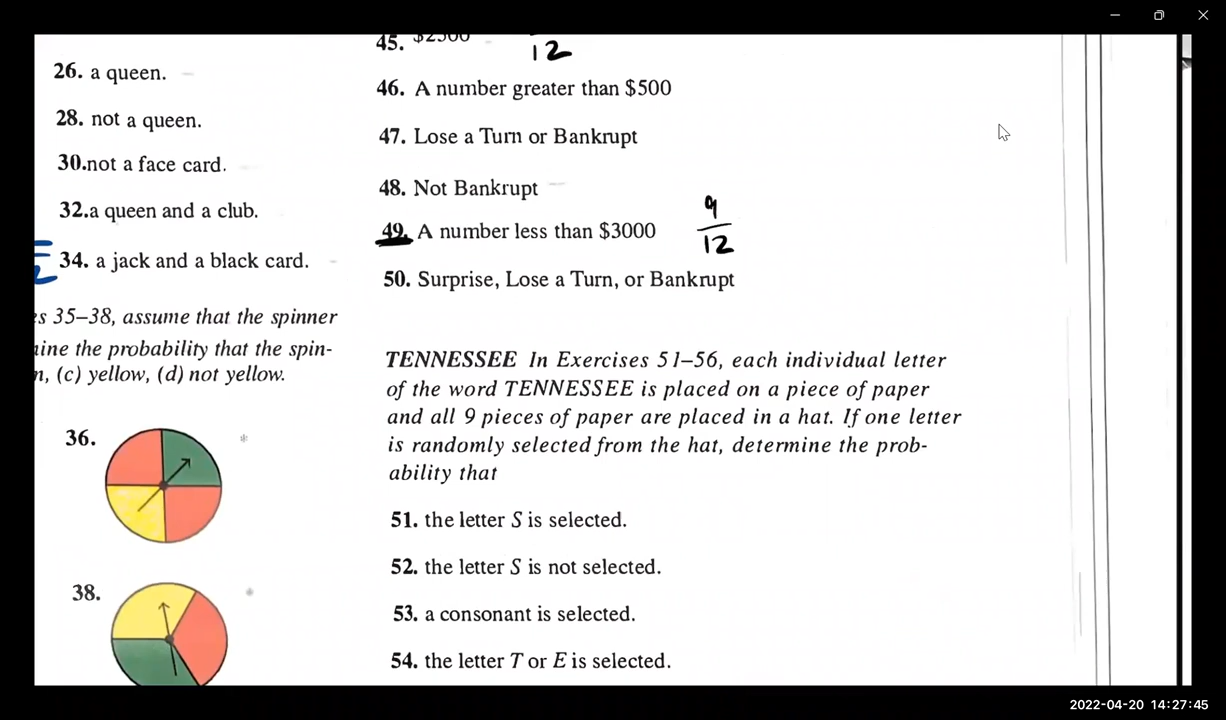 26. a queen.
28. not a queen.
30.not a face card.
32.a queen and a club.
34. a jack and a black card.
es 35–38, assume that the spinner
nine the probability that the spin-
n, (c) yellow, (d) not yellow.
36.
38.
45. $2500
12
46. A number greater than $500
47. Lose a Turn or Bankrupt
48. Not Bankrupt
49. A number less than $3000
9
12
50. Surprise, Lose a Turn, or Bankrupt
TENNESSEE In Exercises 51–56, each individual letter
of the word TENNESSEE is placed on a piece of paper
and all 9 pieces of paper are placed in a hat. If one letter
is randomly selected from the hat, determine the prob-
ability that
51. the letter S is selected.
52. the letter S is not selected.
53. a consonant is selected.
54. the letter T or E is selected.
2022-04-20 14:27:45